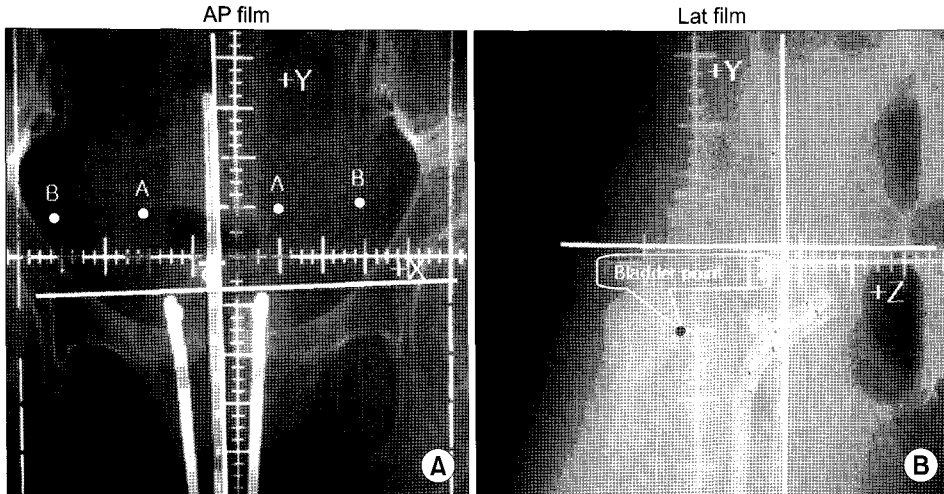 AP film
Lat film
+Y
B
A
A
B
+X
A
+Y
Bladder point
+Z
B